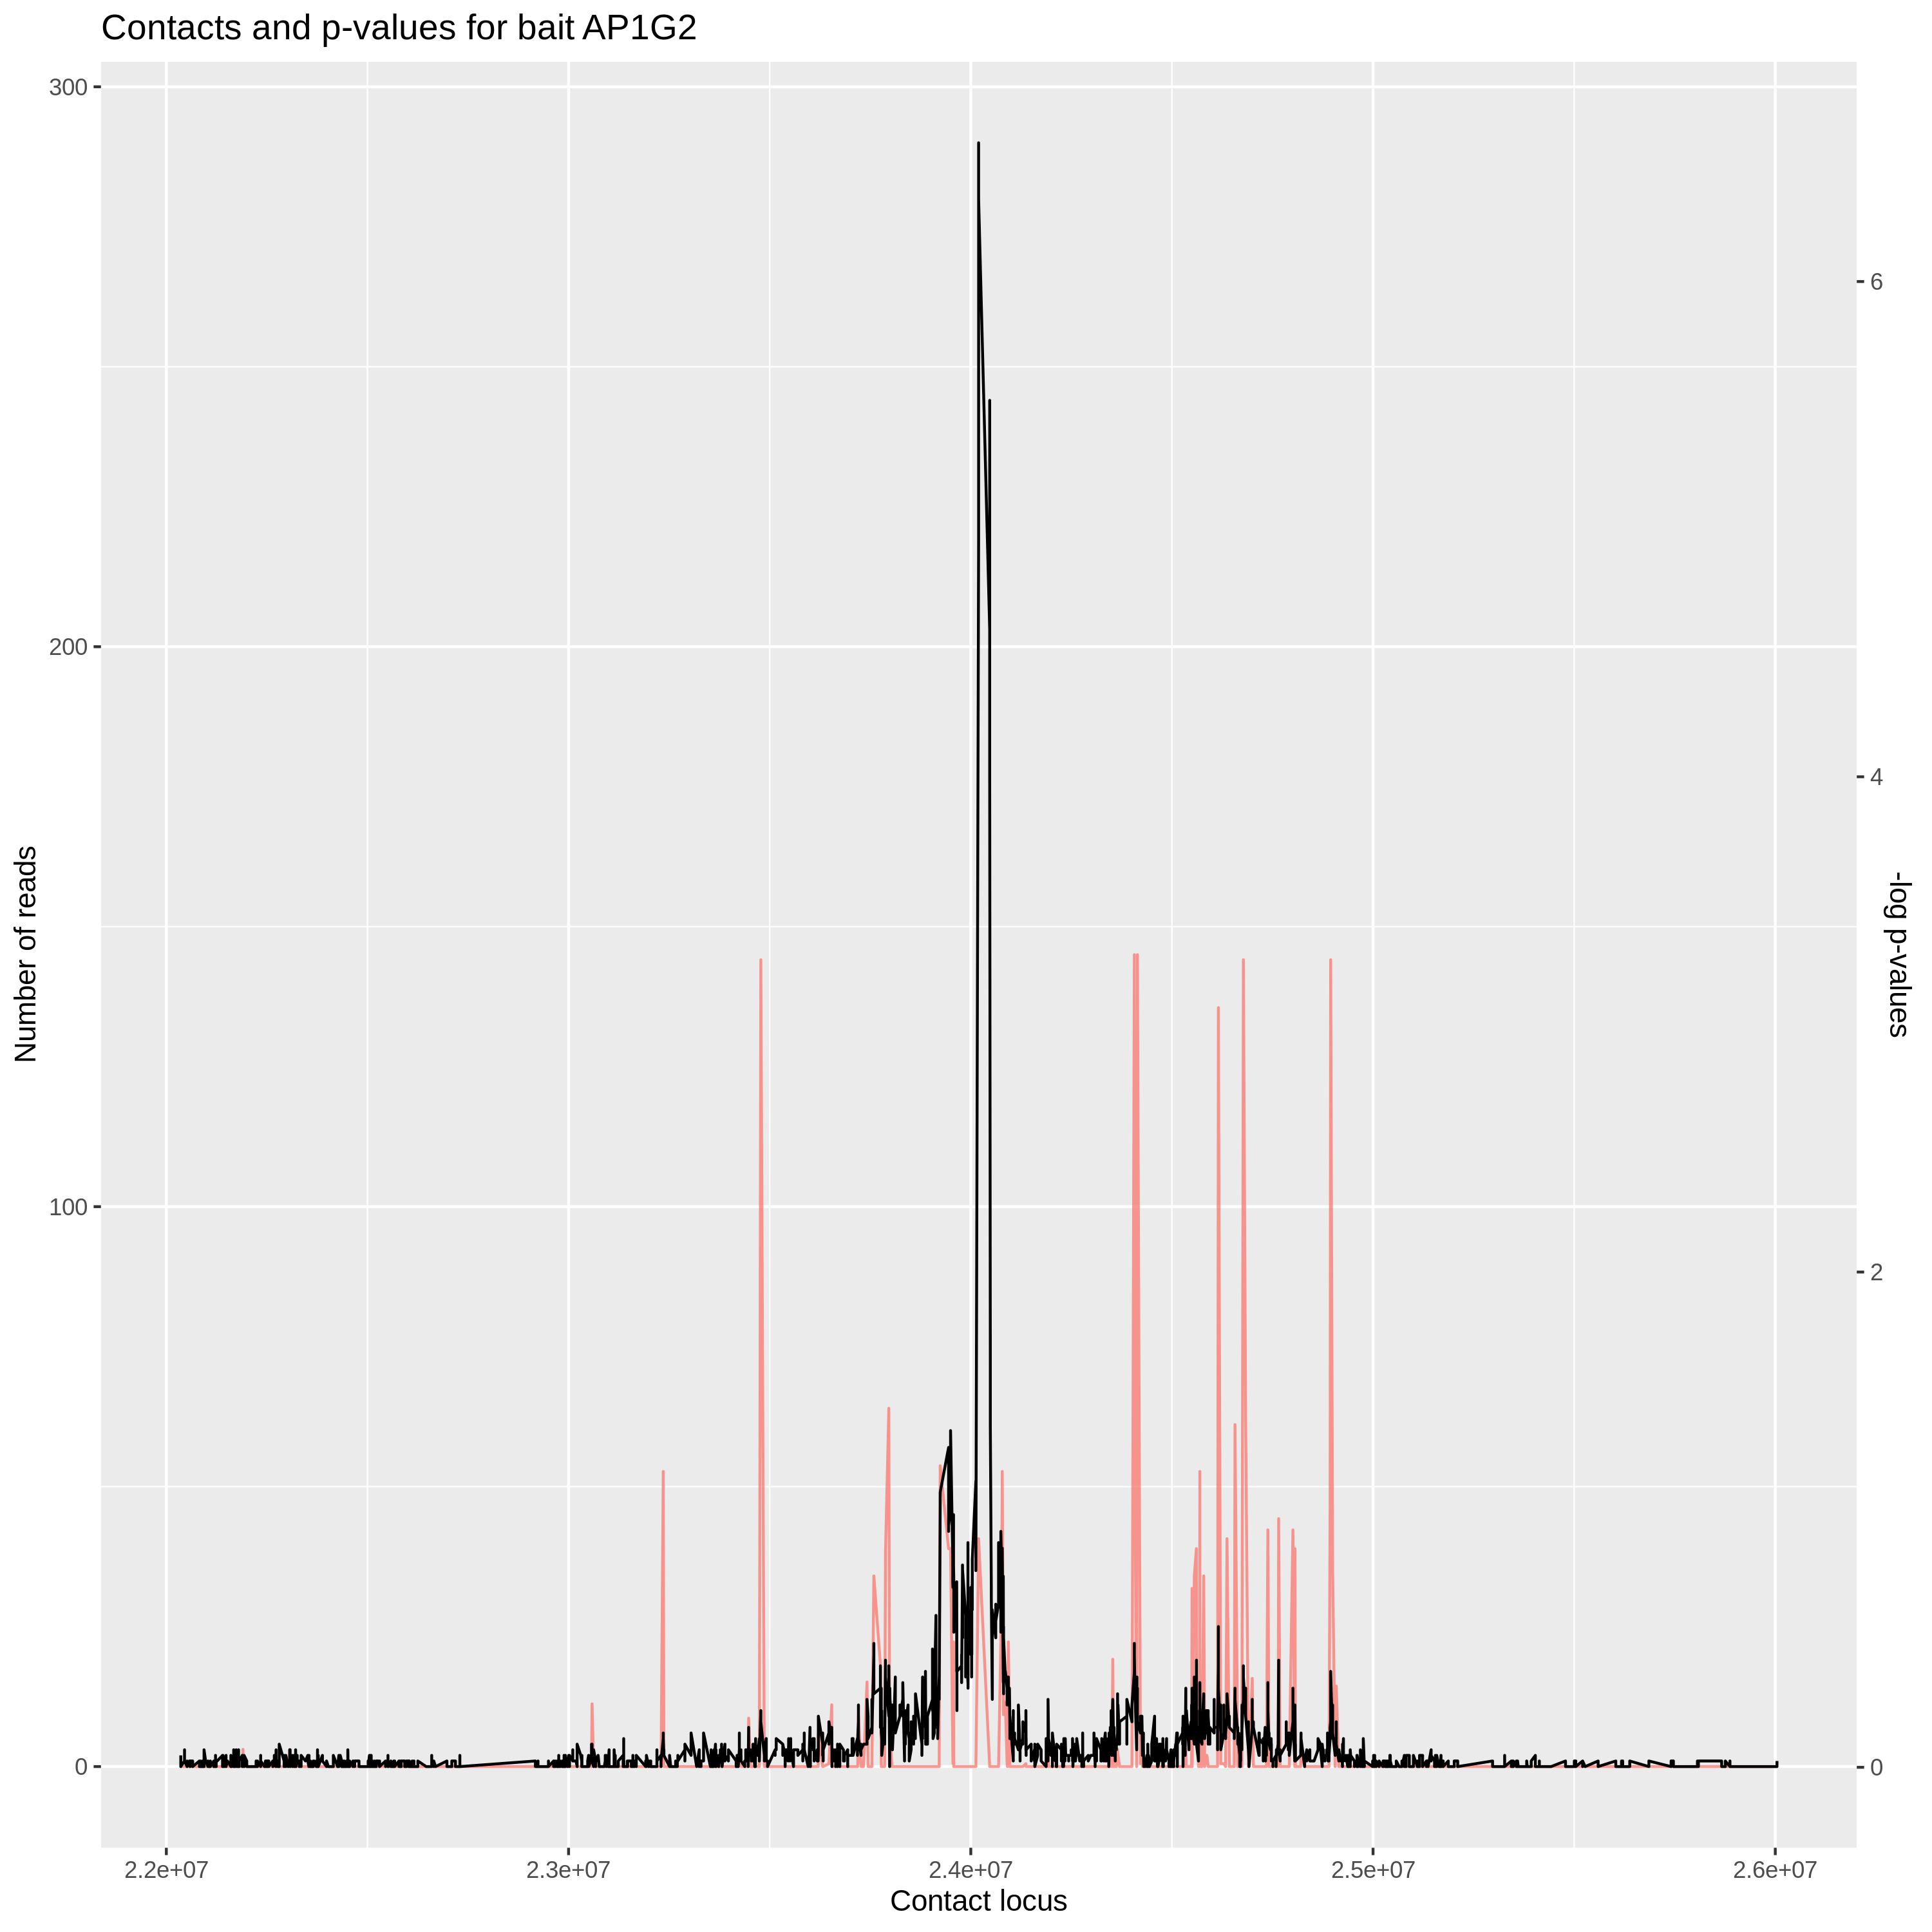 Contacts and p-values for bait AP1G2
300
200
100
0
Number of reads
6
4
2
0
-log p-values
2.2e+07
2.3e+07
2.4e+07
2.5e+07
2.6e+07
Contact locus